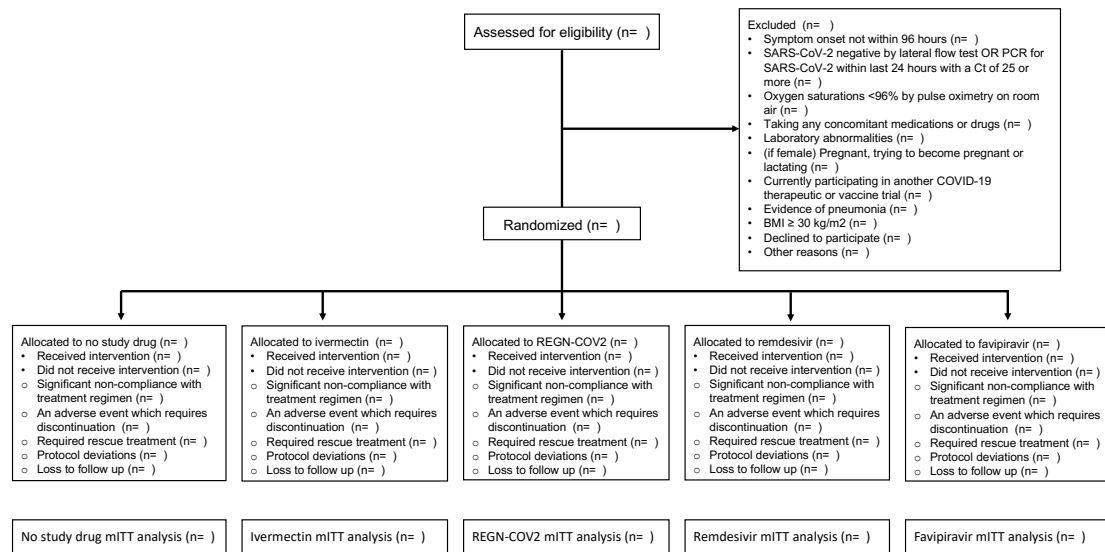 Assessed for eligibility (n=  )
Excluded  (n=  )
• Symptom onset not within 96 hours (n=  )
• SARS-CoV-2 negative by lateral flow test OR PCR for
SARS-CoV-2 within last 24 hours with a Ct of 25 or
more (n=  )
• Oxygen saturations <96% by pulse oximetry on room
air (n=  )
• Taking any concomitant medications or drugs (n=  )
• Laboratory abnormalities (n=  )
• (if female) Pregnant, trying to become pregnant or
lactating (n=  )
• Currently participating in another COVID-19
therapeutic or vaccine trial (n=  )
• Evidence of pneumonia (n=  )
• BMI ≥ 30 kg/m2 (n=  )
• Declined to participate (n=  )
• Other reasons (n=  )
Randomized (n=  )
Allocated to no study drug (n=  )
• Received intervention (n=  )
• Did not receive intervention (n=  )
○ Significant non-compliance with
treatment regimen (n=  )
○ An adverse event which requires
discontinuation (n=  )
○ Required rescue treatment (n=  )
○ Protocol deviations (n=  )
○ Loss to follow up (n=  )
Allocated to ivermectin  (n=  )
• Received intervention (n=  )
• Did not receive intervention (n=  )
○ Significant non-compliance with
treatment regimen (n=  )
○ An adverse event which requires
discontinuation (n=  )
○ Required rescue treatment (n=  )
○ Protocol deviations (n=  )
○ Loss to follow up (n=  )
Allocated to REGN-COV2 (n=  )
• Received intervention (n=  )
• Did not receive intervention (n=  )
○ Significant non-compliance with
treatment regimen (n=  )
○ An adverse event which requires
discontinuation (n=  )
○ Required rescue treatment (n=  )
○ Protocol deviations (n=  )
○ Loss to follow up (n=  )
Allocated to remdesivir (n=  )
• Received intervention (n=  )
• Did not receive intervention (n=  )
○ Significant non-compliance with
treatment regimen (n=  )
○ An adverse event which requires
discontinuation (n=  )
○ Required rescue treatment (n=  )
○ Protocol deviations (n=  )
○ Loss to follow up (n=  )
Allocated to favipiravir (n=  )
• Received intervention (n=  )
• Did not receive intervention (n=  )
○ Significant non-compliance with
treatment regimen (n=  )
○ An adverse event which requires
discontinuation (n=  )
○ Required rescue treatment (n=  )
○ Protocol deviations (n=  )
○ Loss to follow up (n=  )
No study drug mITT analysis (n=  )
Ivermectin mITT analysis (n=  )
REGN-COV2 mITT analysis (n=  )
Remdesivir mITT analysis (n=  )
Favipiravir mITT analysis (n=  )